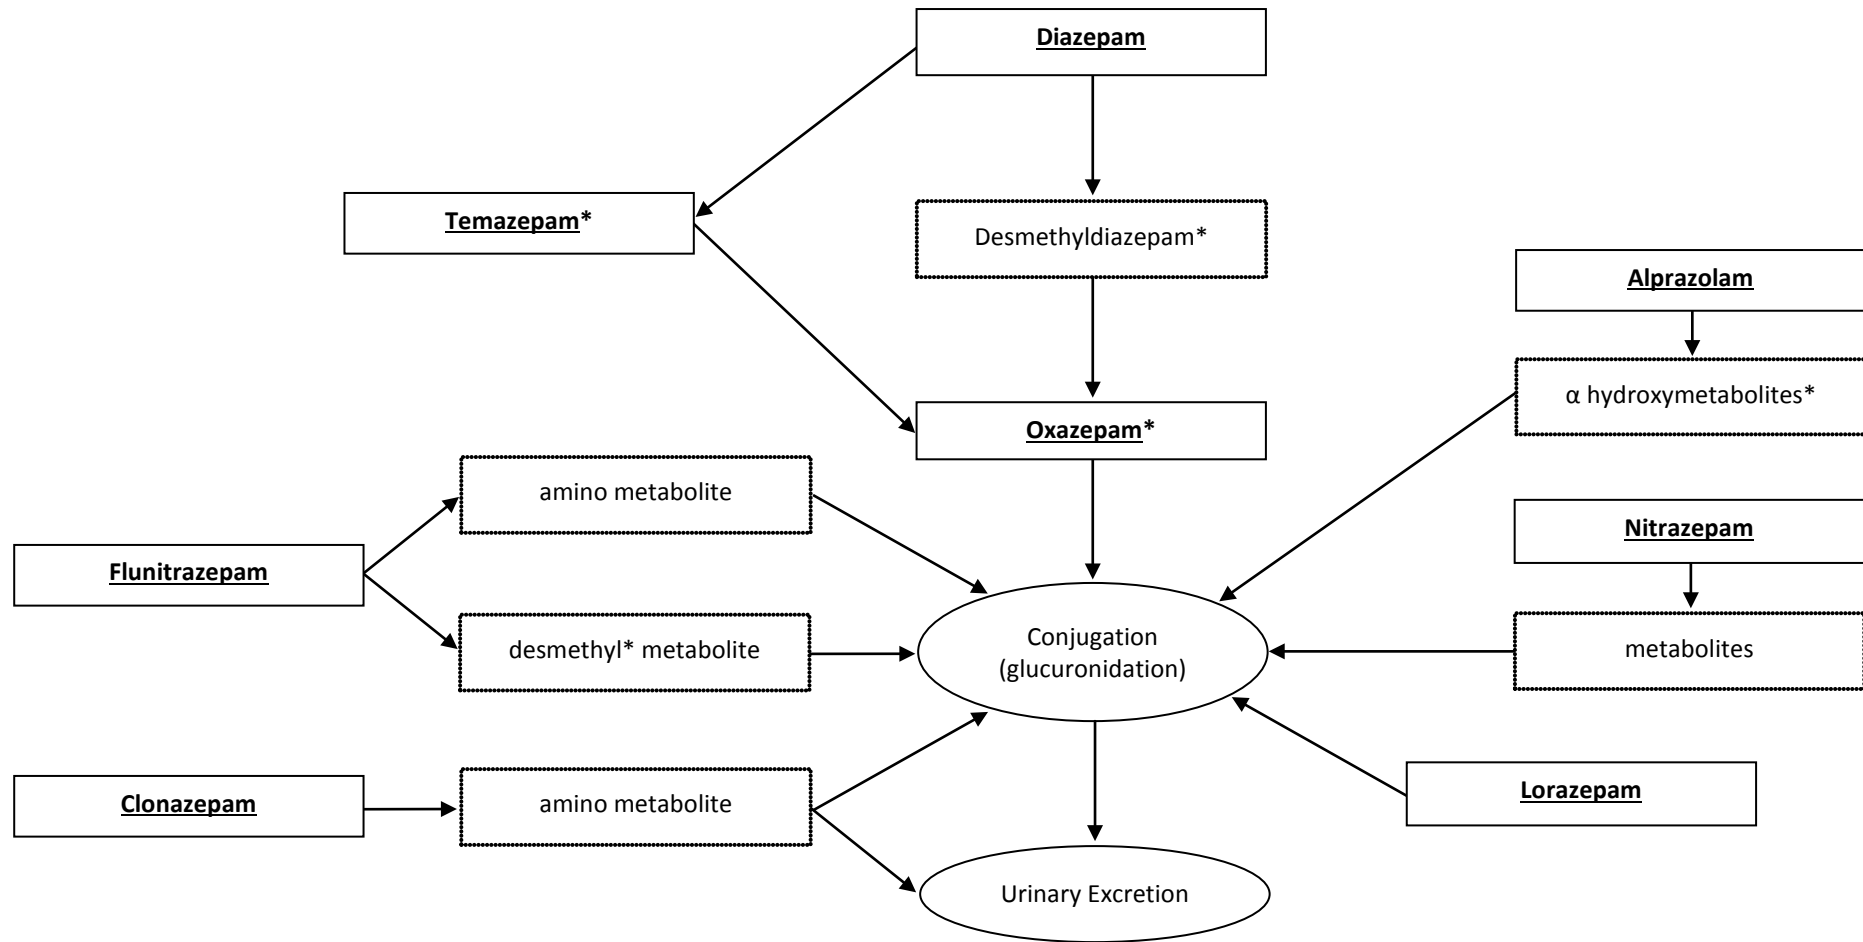 Diazepam
Temazepam*
Desmethyldiazepam*
Alprazolam
α hydroxymetabolites*
Oxazepam*
amino metabolite
Nitrazepam
Flunitrazepam
desmethyl* metabolite
Conjugation
(glucuronidation)
metabolites
Clonazepam
amino metabolite
Lorazepam
Urinary Excretion